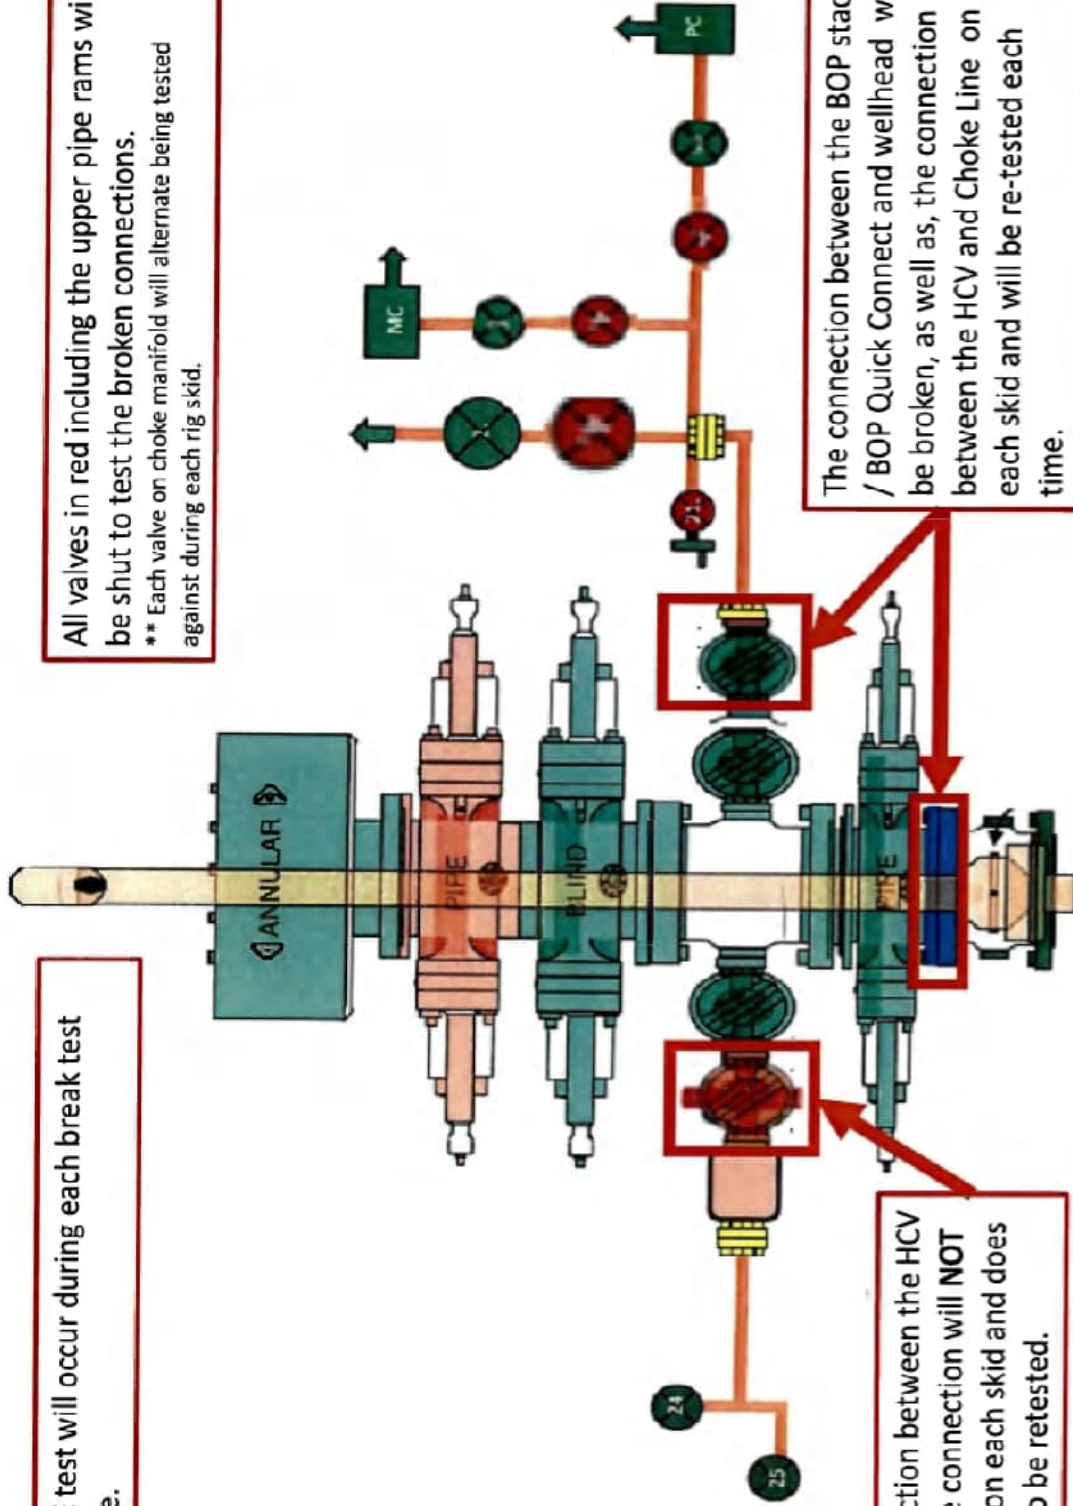 test will occur during each break test
e.
All valves in red including the upper pipe rams wi
be shut to test the broken connections.
** Each valve on choke manifold will alternate being tested
against during each rig skid.
ANNULAR
PIPE
BLIND
PIPE
MC
PC
24
25
The connection between the BOP stac
/ BOP Quick Connect and wellhead w
be broken, as well as, the connection
between the HCV and Choke Line on
each skid and will be re-tested each
time.
ction between the HCV
e connection will NOT
on each skid and does
o be retested.